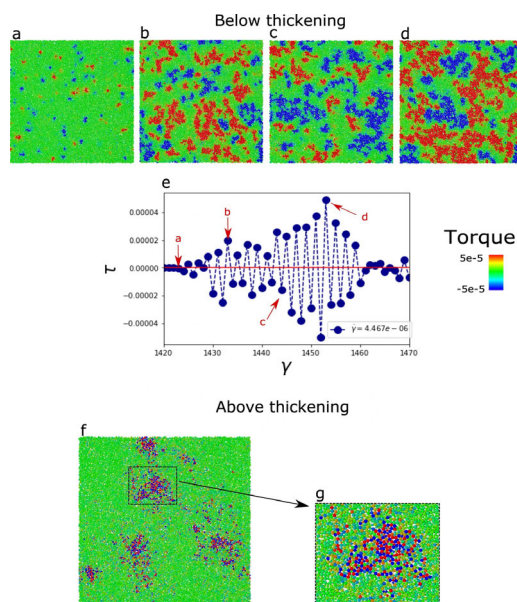 Below thickening
a b c d
e
0.00004
0.00002
0.00000
−0.00002
−0.00004
τ
a
b
c
d
γ̇ = 4.467e − 06
1420 1430 1440 1450 1460 1470
γ
Torque
5e-5
-5e-5
Above thickening
f
g